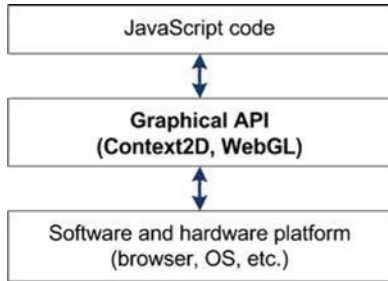 JavaScript code
Graphical API
(Context2D, WebGL)
Software and hardware platform
(browser, OS, etc.)